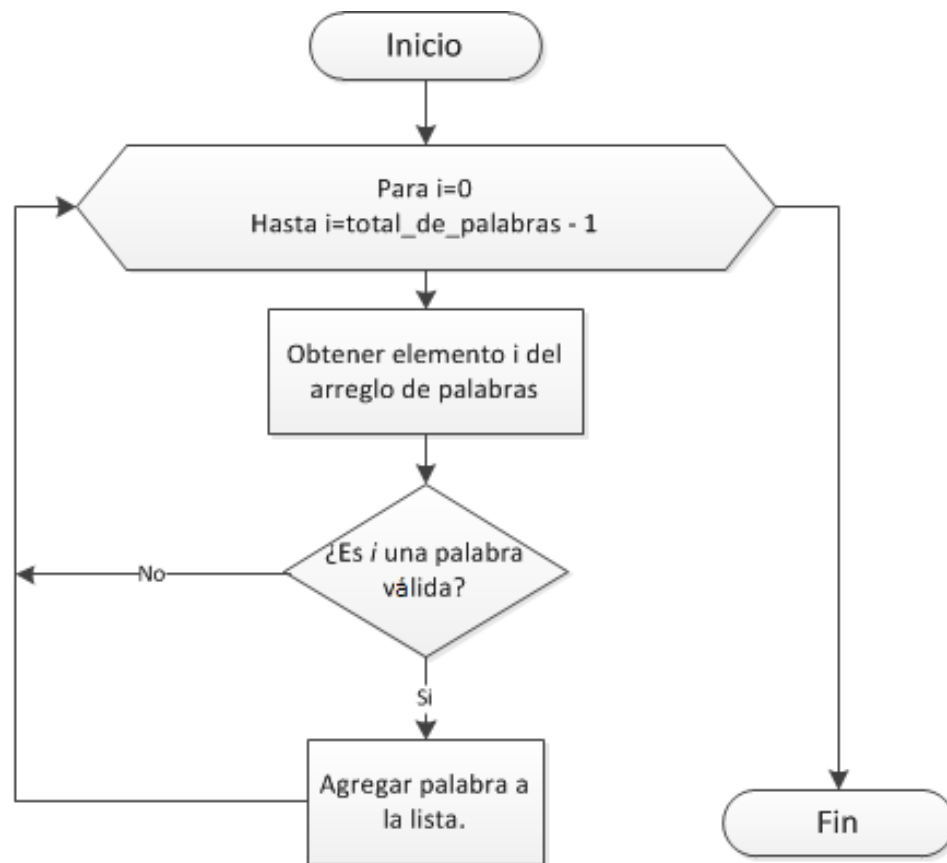 Inicio
Para i=0
Hasta i=total_de_palabras - 1
Obtener elemento i del
arreglo de palabras
¿Es i una palabra
válida?
No
Si
Agregar palabra a
la lista.
Fin